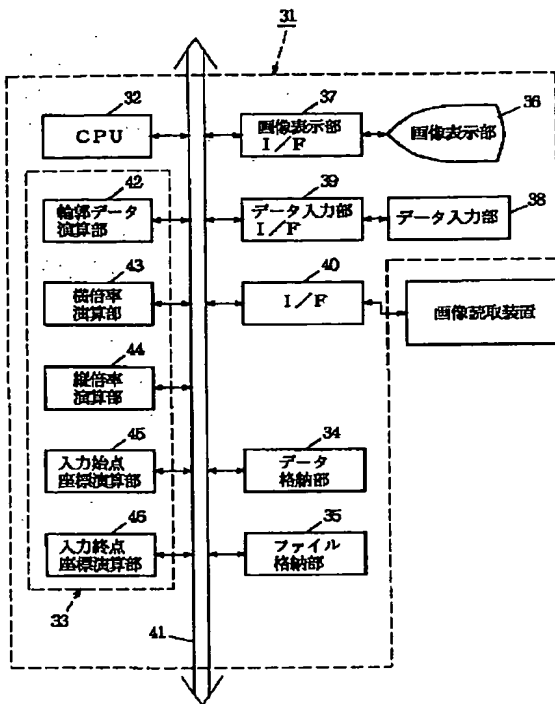 31
32
CPU
37
画像表示部
I/F
36
画像表示部
42
輪郭データ
演算部
39
データ入力部
I/F
38
データ入力部
43
横倍率
演算部
40
I/F
画像読取装置
44
縦倍率
演算部
45
入力始点
座標演算部
34
データ
格納部
46
入力終点
座標演算部
35
ファイル
格納部
33
41